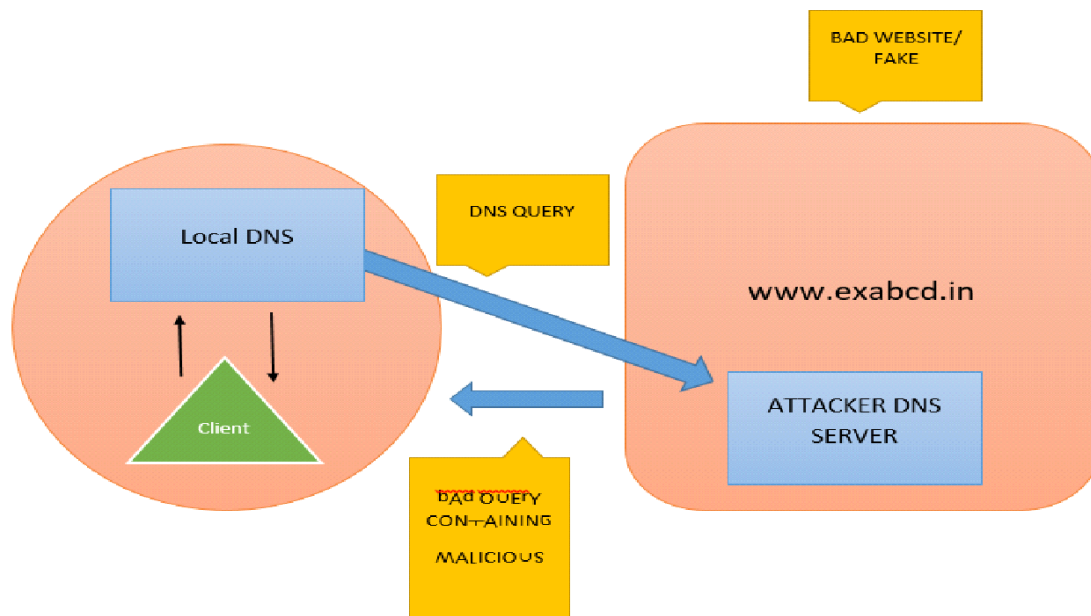 BAD WEBSITE/
FAKE
DNS QUERY
Local DNS
www.exabcd.in
Client
ATTACKER DNS
SERVER
bAd QUEry
CONTAINING
MALICIOUS